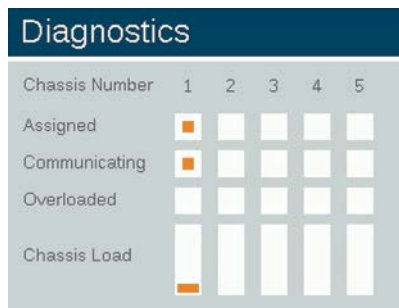 Diagnostics
Chassis Number 1 2 3 4 5
Assigned
Communicating
Overloaded
Chassis Load